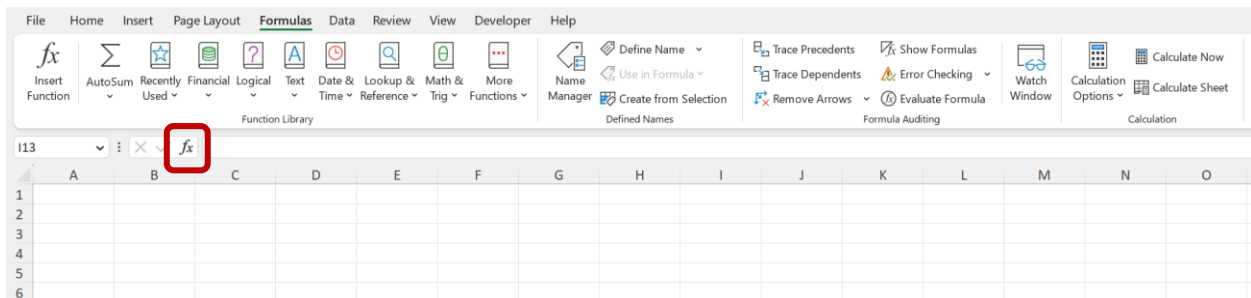 File Home Insert Page Layout Formulas Data Review View Developer Help
fx Insert Function
AutoSum
Recently Used
Financial
Logical
Text
Date & Time
Lookup & Reference
Math & Trig
More Functions
Function Library
Name Manager
Define Name
Use in Formula
Create from Selection
Defined Names
Trace Precedents
Trace Dependents
Remove Arrows
fx Show Formulas
Error Checking
fx Evaluate Formula
Formula Auditing
Watch Window
Calculation Options
Calculate Now
Calculate Sheet
Calculation
I13 fx
A B C D E F G H I J K L M N O
1
2
3
4
5
6